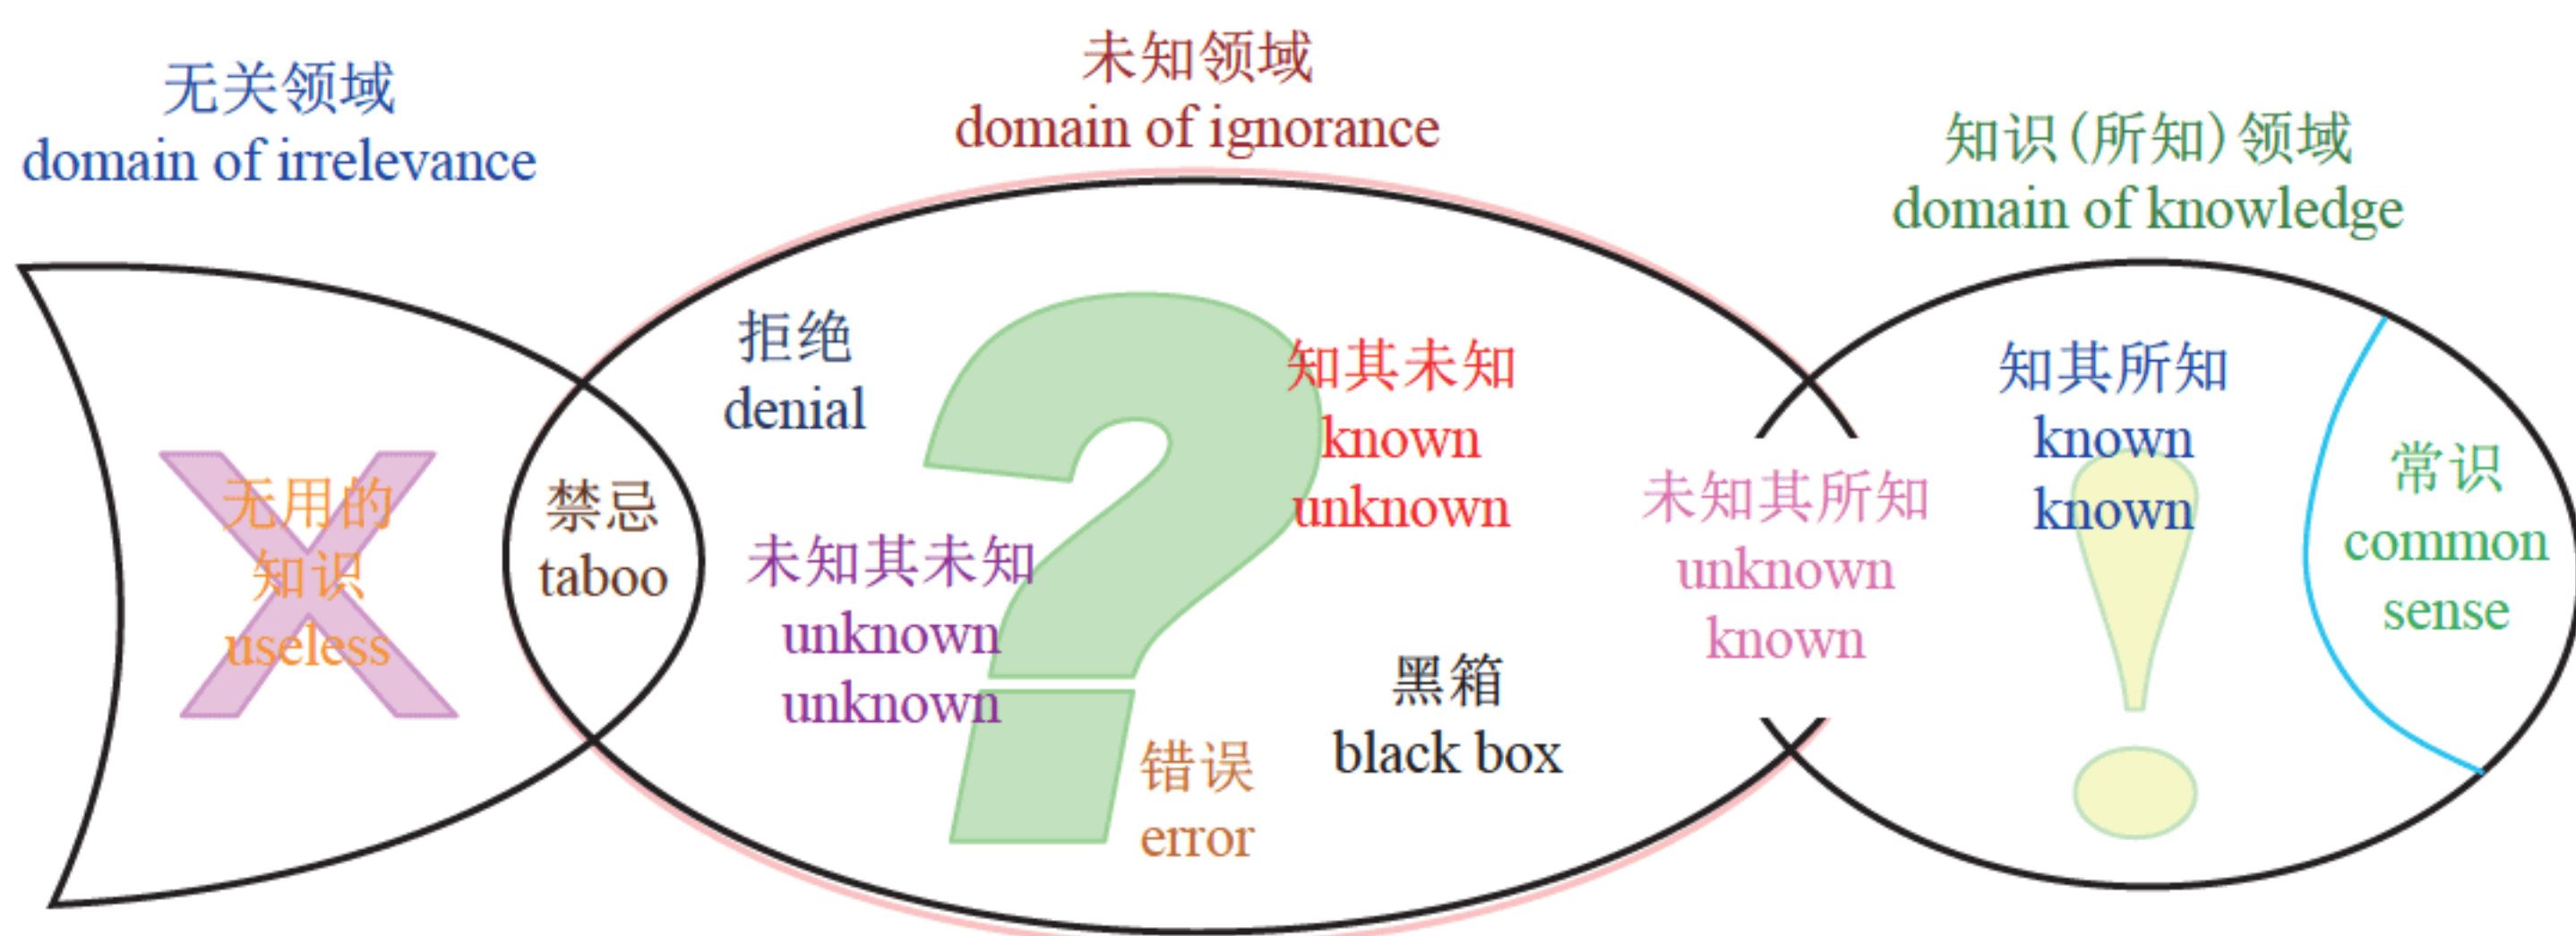 无关领域
domain of irrelevance
未知领域
domain of ignorance
知识(所知)领域
domain of knowledge
无用的
知识
useless
禁忌
taboo
拒绝
denial
未知其未知
unknown
unknown
知其未知
known
unknown
错误
error
黑箱
black box
未知其所知
unknown
known
知其所知
known
known
常识
common
sense